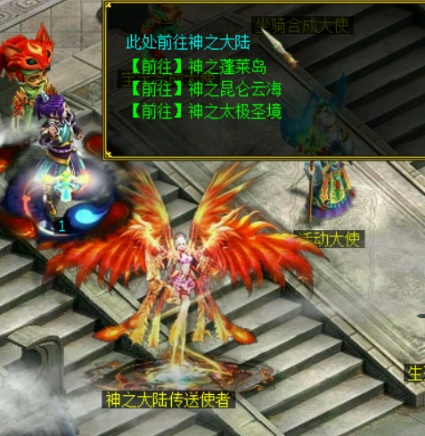 坐骑合成大使
此处前往神之大陆
【前往】神之蓬莱岛
【前往】神之昆仑云海
【前往】神之太极圣境
1
活动大使
生
神之大陆传送使者